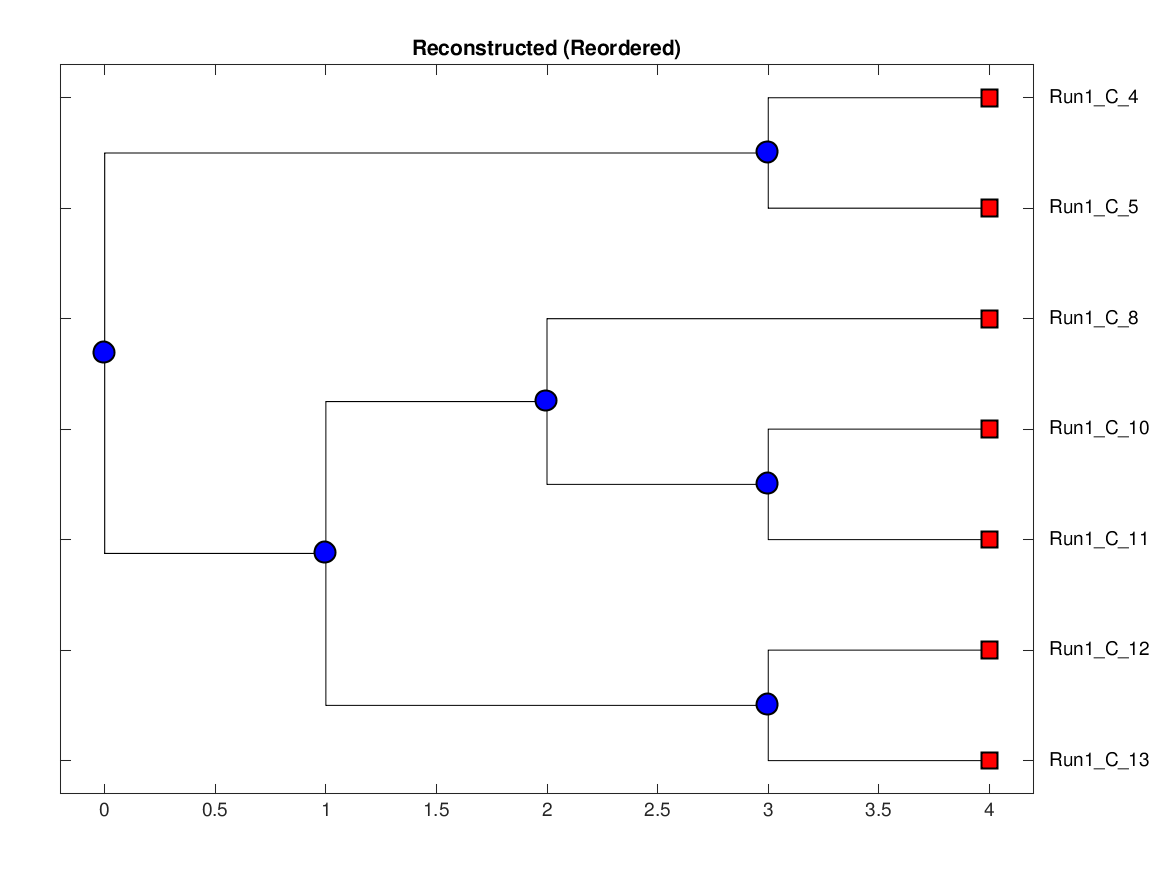 Reconstructed (Reordered)
Run1_C_4
Run1_C_5
Run1_C_8
Run1_C_10
Run1_C_11
Run1_C_12
Run1_C_13
0 0.5 1 1.5 2 2.5 3 3.5 4